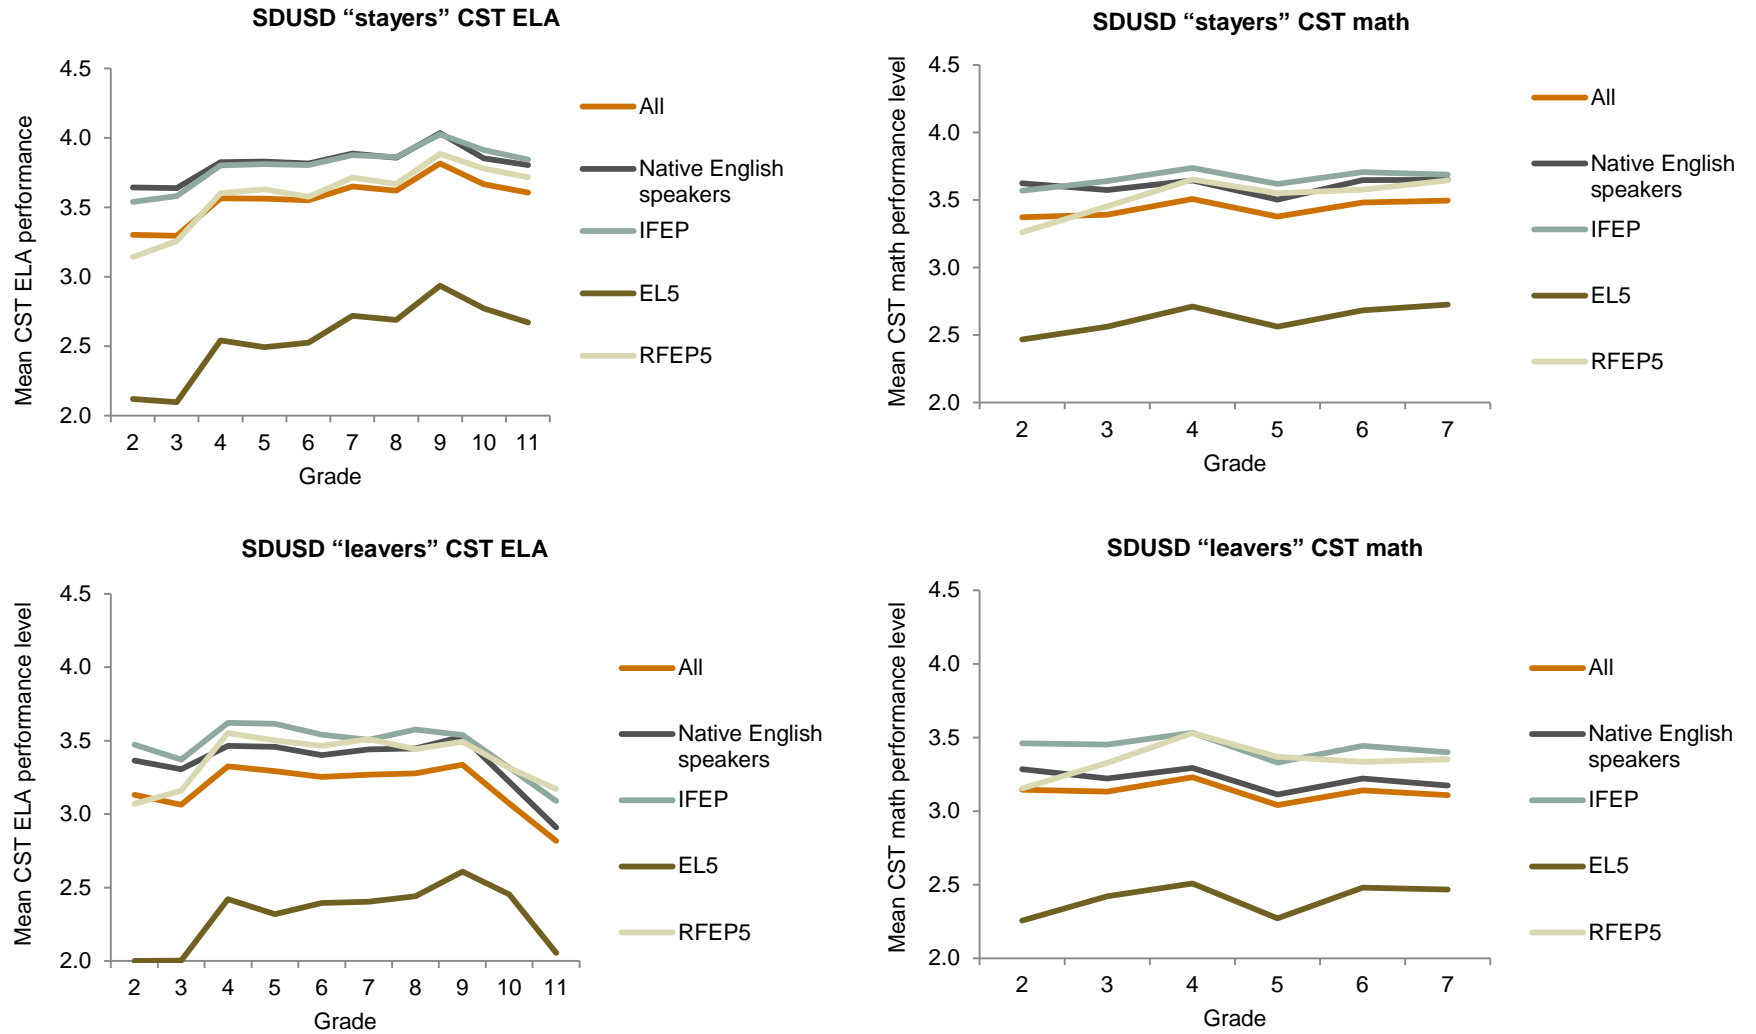 SDUSD “stayers” CST ELA
Mean CST ELA performance
4.5
4.0
3.5
3.0
2.5
2.0
2 3 4 5 6 7 8 9 10 11
Grade
All
Native English
speakers
IFEP
EL5
RFEP5
SDUSD “stayers” CST math
Mean CST math performance level
4.5
4.0
3.5
3.0
2.5
2.0
2 3 4 5 6 7
Grade
All
Native English
speakers
IFEP
EL5
RFEP5
SDUSD “leavers” CST ELA
Mean CST ELA performance level
4.5
4.0
3.5
3.0
2.5
2.0
2 3 4 5 6 7 8 9 10 11
Grade
All
Native English
speakers
IFEP
EL5
RFEP5
SDUSD “leavers” CST math
Mean CST math performance level
4.5
4.0
3.5
3.0
2.5
2.0
2 3 4 5 6 7
Grade
All
Native English
speakers
IFEP
EL5
RFEP5